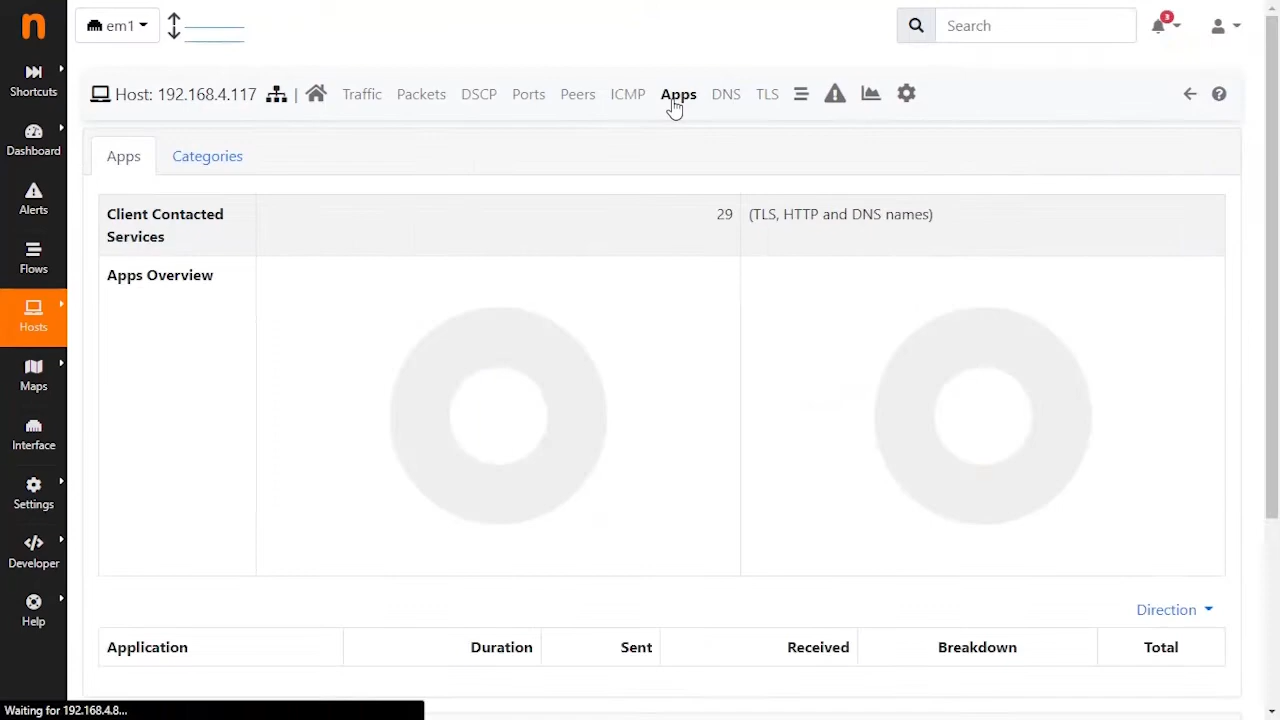 n
em1
Search
3
Shortcuts
Dashboard
Alerts
Flows
Hosts
Maps
Interface
Settings
Developer
Help
Host: 192.168.4.117 | Traffic Packets DSCP Ports Peers ICMP Apps DNS TLS
Apps Categories
Client Contacted
Services
29 (TLS, HTTP and DNS names)
Apps Overview
Direction
Application Duration Sent Received Breakdown Total
Waiting for 192.168.4.8...